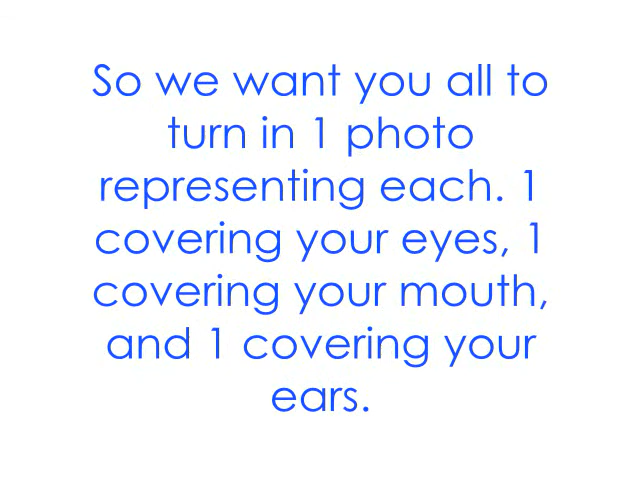 So we want you all to
turn in 1 photo
representing each. 1
covering your eyes, 1
covering your mouth,
and 1 covering your
ears.